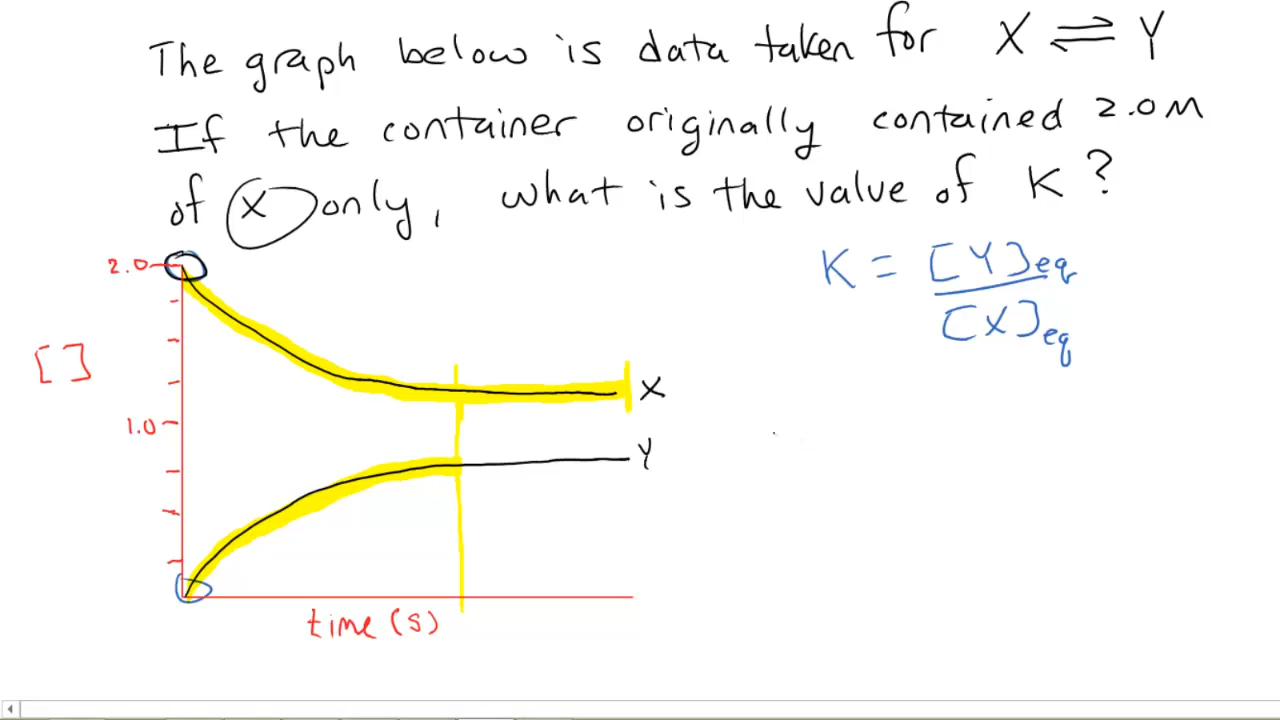 The graph below is data taken for X ⇌ Y
If the container originally contained 2.0M
of X only, what is the value of K?
K = [Y]eq
[X]eq
2.0
[ ]
X
1.0
Y
time (s)